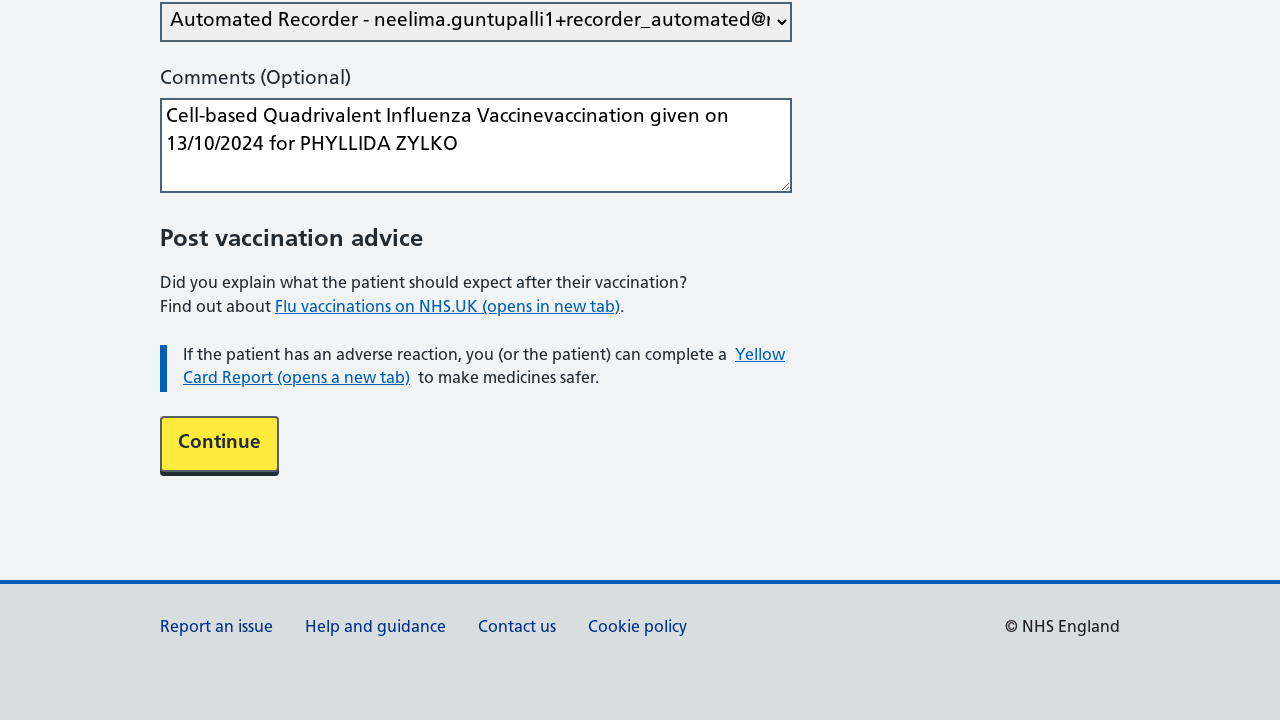 Automated Recorder - neelima.guntupalli1+recorder_automated@
Comments (Optional)
Cell-based Quadrivalent Influenza Vaccinevaccination given on
13/10/2024 for PHYLLIDA ZYLKO
Post vaccination advice
Did you explain what the patient should expect after their vaccination?
Find out about Flu vaccinations on NHS.UK (opens in new tab).
If the patient has an adverse reaction, you (or the patient) can complete a Yellow
Card Report (opens a new tab) to make medicines safer.
Continue
Report an issue Help and guidance Contact us Cookie policy © NHS England